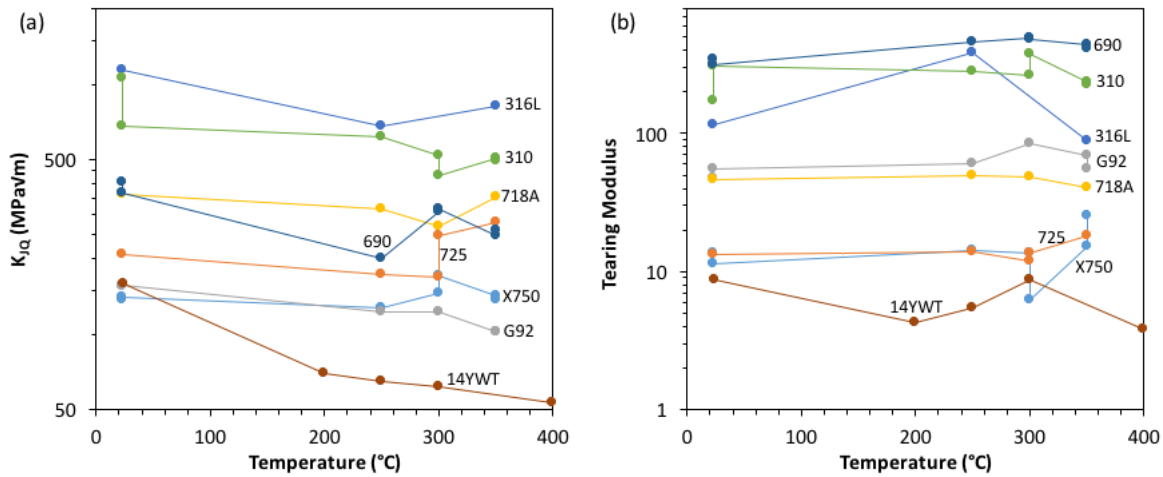 (a)
316L
500
310
718A
690
725
X750
G92
14YWT
50
0 100 200 300 400
K_JQ (MPa√m)
Temperature (°C)
(b)
690
310
100
316L
G92
718A
725
10
X750
14YWT
1
0 100 200 300 400
Tearing Modulus
Temperature (°C)